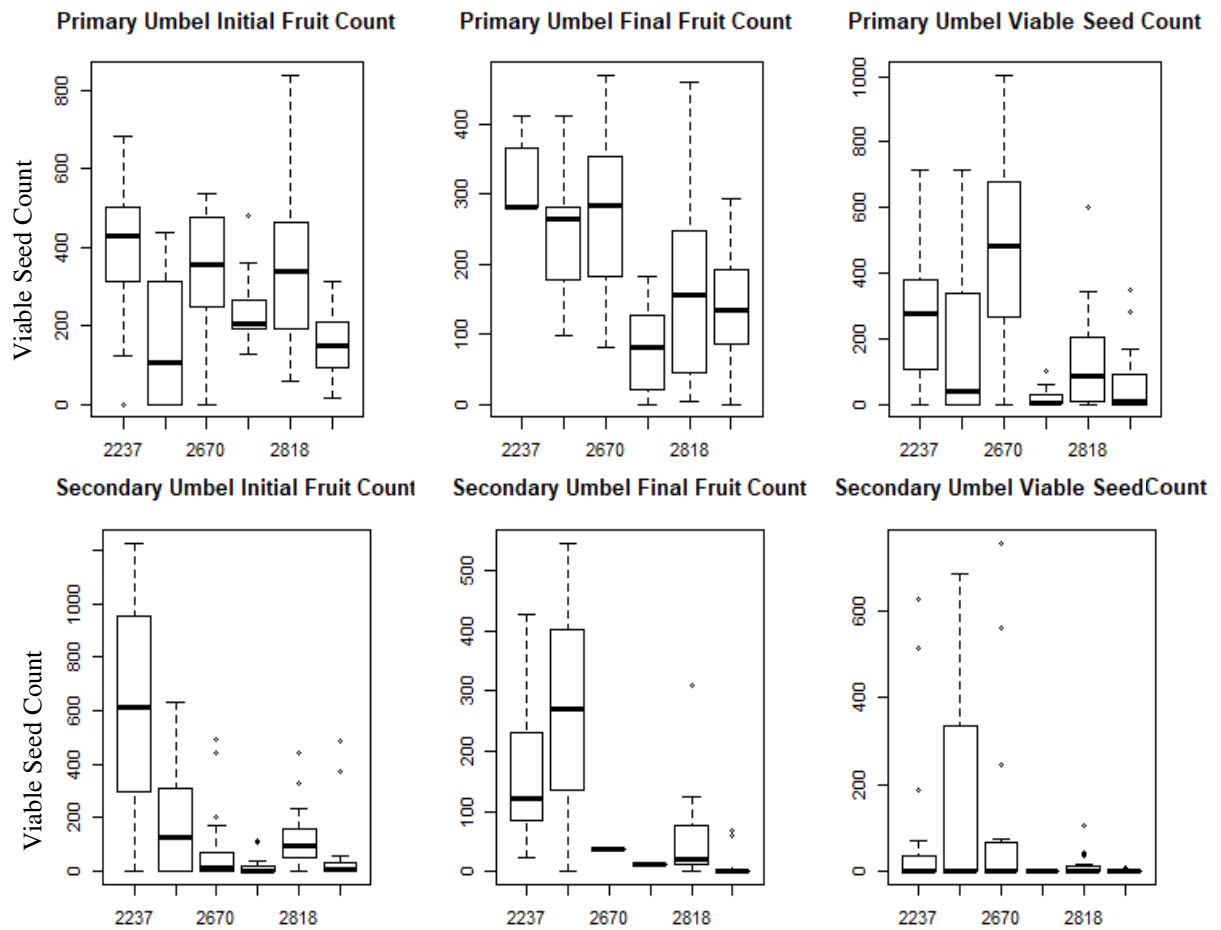 Primary Umbel Initial Fruit Count
Primary Umbel Final Fruit Count
Primary Umbel Viable Seed Count
Viable Seed Count
0 200 400 600 800
2237 2670 2818
0 100 200 300 400
2237 2670 2818
0 200 400 600 800 1000
2237 2670 2818
Secondary Umbel Initial Fruit Count
Secondary Umbel Final Fruit Count
Secondary Umbel Viable SeedCount
Viable Seed Count
0 200 400 600 800 1000
2237 2670 2818
0 100 200 300 400 500
2237 2670 2818
0 200 400 600
2237 2670 2818